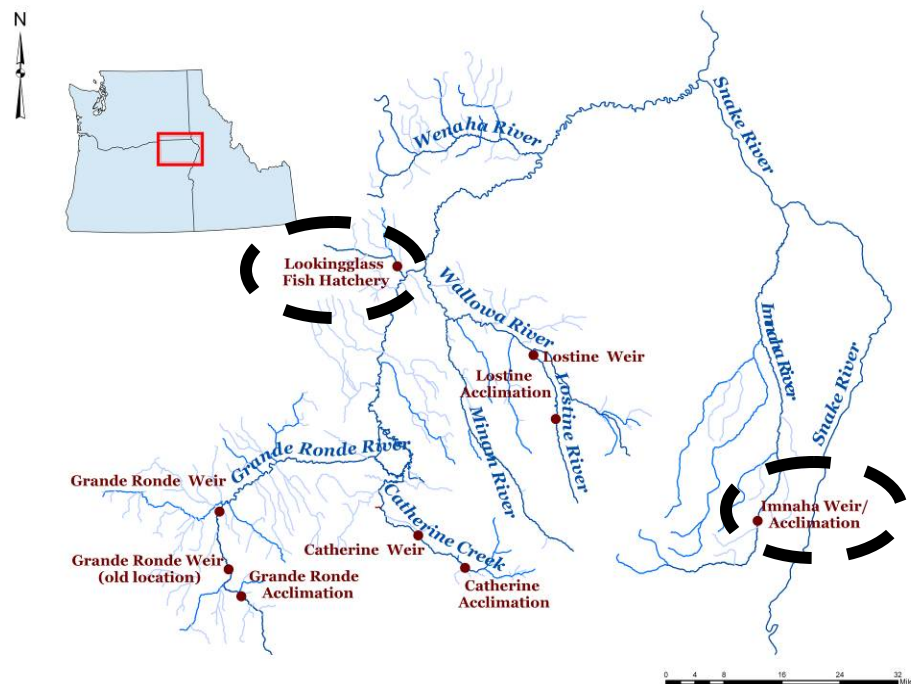 N
Wenaha River
Snake River
Lookingglass
Fish Hatchery
Wallowa River
Imnaha River
Lostine Weir
Lostine
Acclimation
Lostine River
Snake River
Minam River
Grande Ronde River
Grande Ronde Weir
Catherine Creek
Imnaha Weir/
Acclimation
Catherine Weir
Grande Ronde Weir
(old location)
Grande Ronde
Acclimation
Catherine
Acclimation
0 4 8 16 24 32